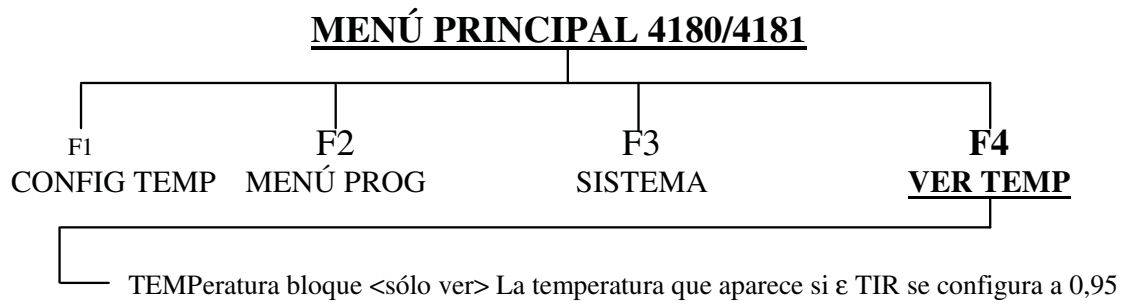 MENÚ PRINCIPAL 4180/4181
F1 F2 F3 F4
CONFIG TEMP MENÚ PROG SISTEMA VER TEMP
TEMPeratura bloque <sólo ver> La temperatura que aparece si ε TIR se configura a 0,95